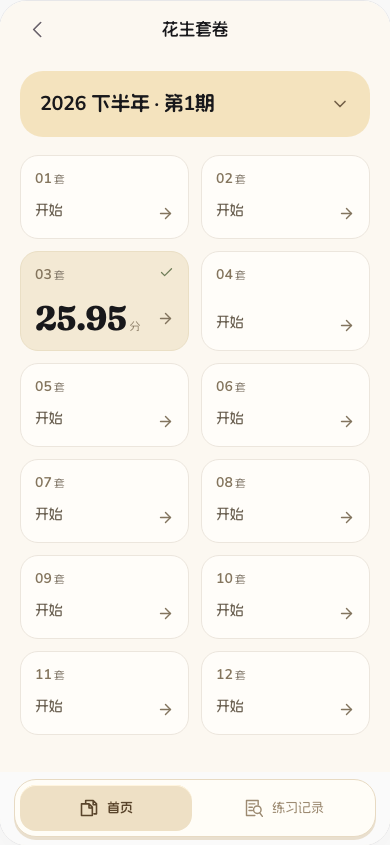 花生套卷
2026 下半年 · 第1期
01套
开始
02套
开始
03套
25.95分
04套
开始
05套
开始
06套
开始
07套
开始
08套
开始
09套
开始
10套
开始
11套
开始
12套
开始
首页
练习记录